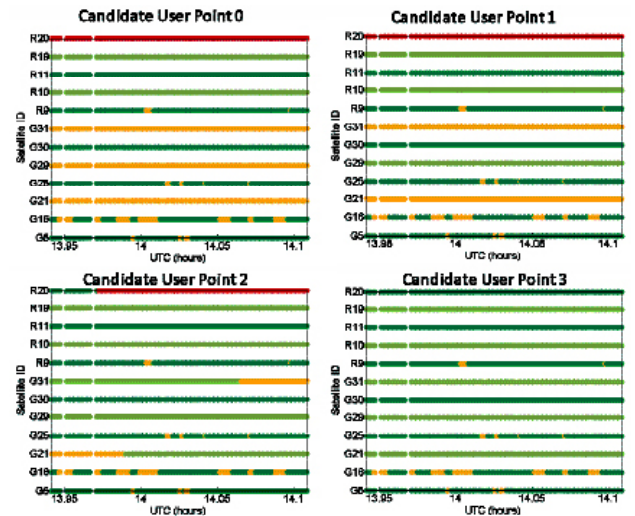 Candidate User Point 0
R20
R19
R11
R10
R9
G31
G30
G29
G25
G21
G16
G5
Satellite ID
13.95 14 14.05 14.1
UTC (hours)
Candidate User Point 1
R20
R19
R11
R10
R9
G31
G30
G29
G25
G21
G16
G5
Satellite ID
13.95 14 14.05 14.1
UTC (hours)
Candidate User Point 2
R20
R19
R11
R10
R9
G31
G30
G29
G25
G21
G16
G5
Satellite ID
13.95 14 14.05 14.1
UTC (hours)
Candidate User Point 3
R20
R19
R11
R10
R9
G31
G30
G29
G25
G21
G16
G5
Satellite ID
13.95 14 14.05 14.1
UTC (hours)